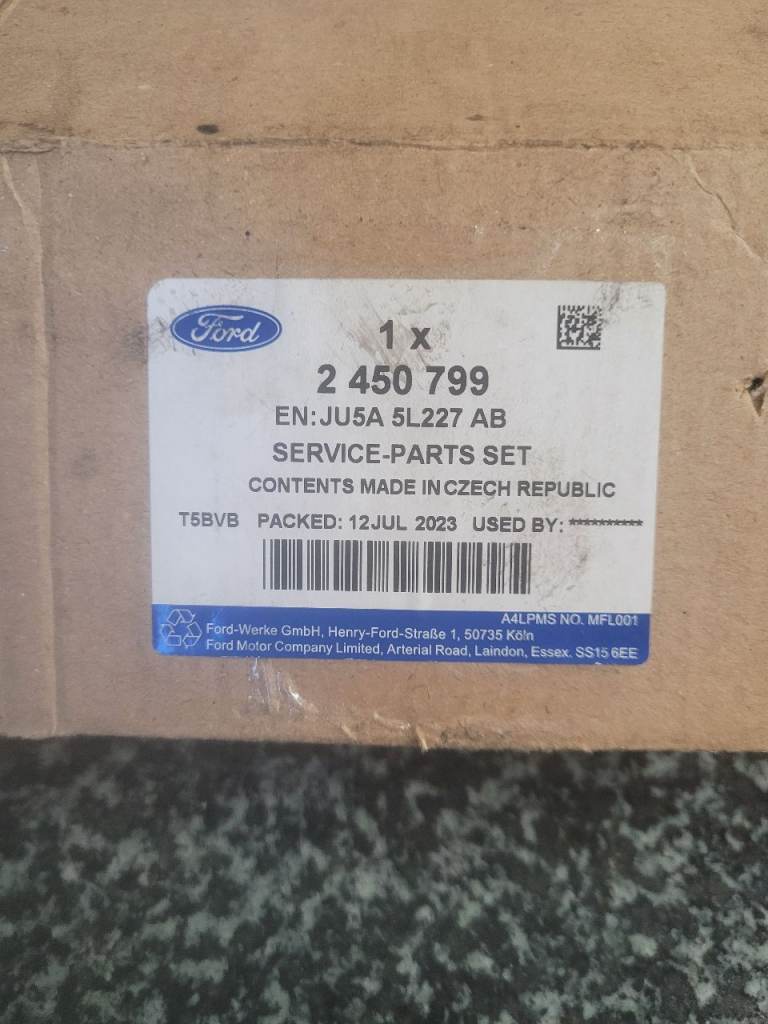 Ford
1 x
2 450 799
EN: JU5A 5L227 AB
SERVICE-PARTS SET
CONTENTS MADE IN CZECH REPUBLIC
T5BVB PACKED: 12JUL 2023 USED BY: **********
A4LPMS NO. MFL001
Ford-Werke GmbH, Henry-Ford-Straße 1, 50735 Köln
Ford Motor Company Limited, Arterial Road, Laindon, Essex. SS15 6EE